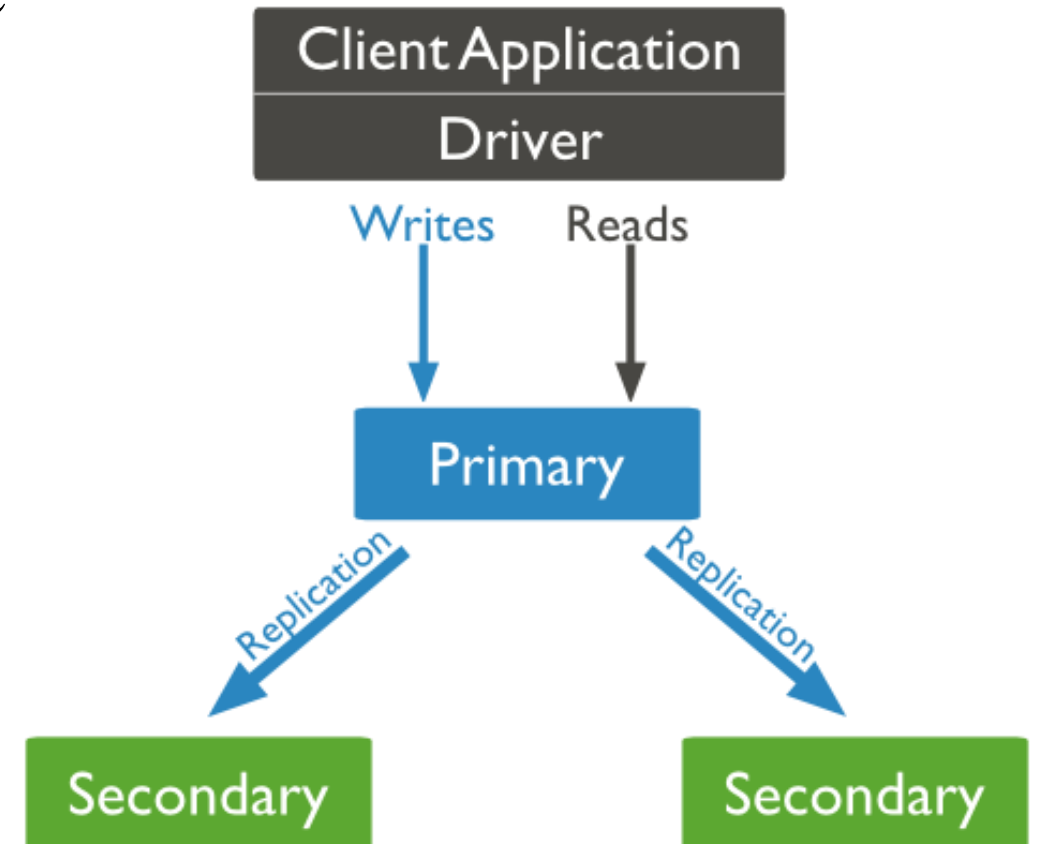 Client Application
Driver
Writes Reads
Primary
Replication Replication
Secondary Secondary